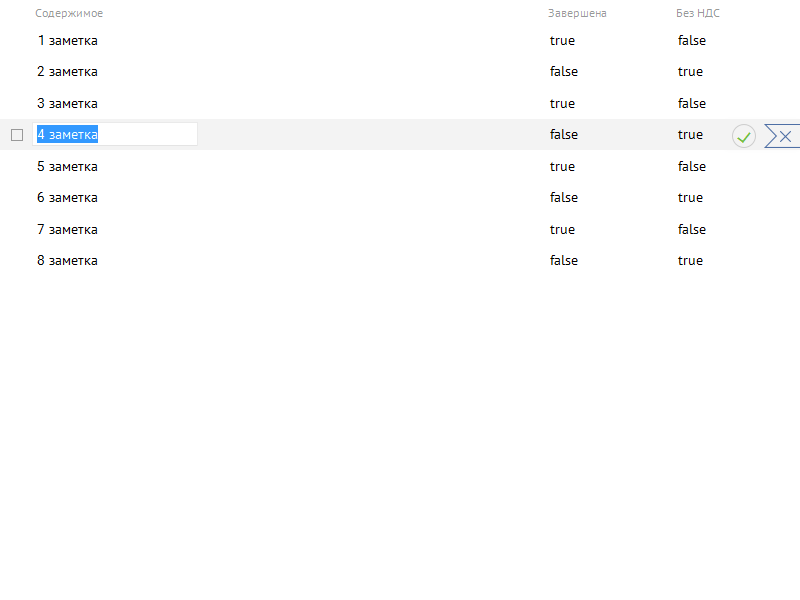 Содержимое Завершена Без НДС
1 заметка true false
2 заметка false true
3 заметка true false
4 заметка false true
5 заметка true false
6 заметка false true
7 заметка true false
8 заметка false true